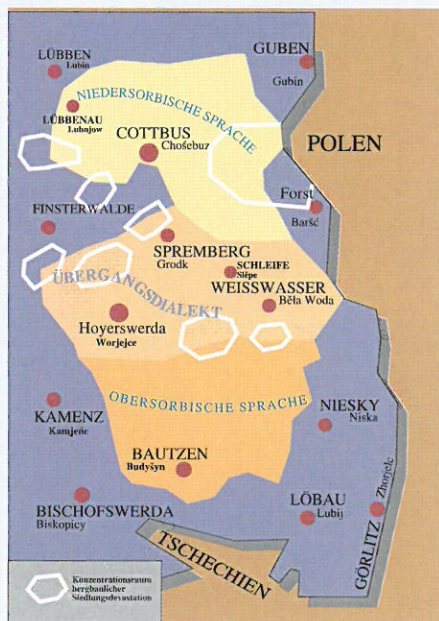 LÜBBEN
Lubin
GUBEN
Gubin
LÜBBENAU
Lubnjow
NIEDERSORBISCHE SPRACHE
COTTBUS
Chośebuz
POLEN
Forst
Baršć
FINSTERWALDE
SPREMBERG
Grodk
SCHLEIFE
Slěpe
WEISSWASSER
Běła Woda
ÜBERGANGSDIALEKT
Hoyerswerda
Worjejce
OBERSORBISCHE SPRACHE
KAMENZ
Kamjenc
NIESKY
Niska
BAUTZEN
Budyšyn
BISCHOFSWERDA
Biskopicy
LÖBAU
Lubij
GÖRLITZ
Zhorjelc
TSCHECHIEN
Konzentrationsraum
bergbaulicher
Siedlungsdevastation